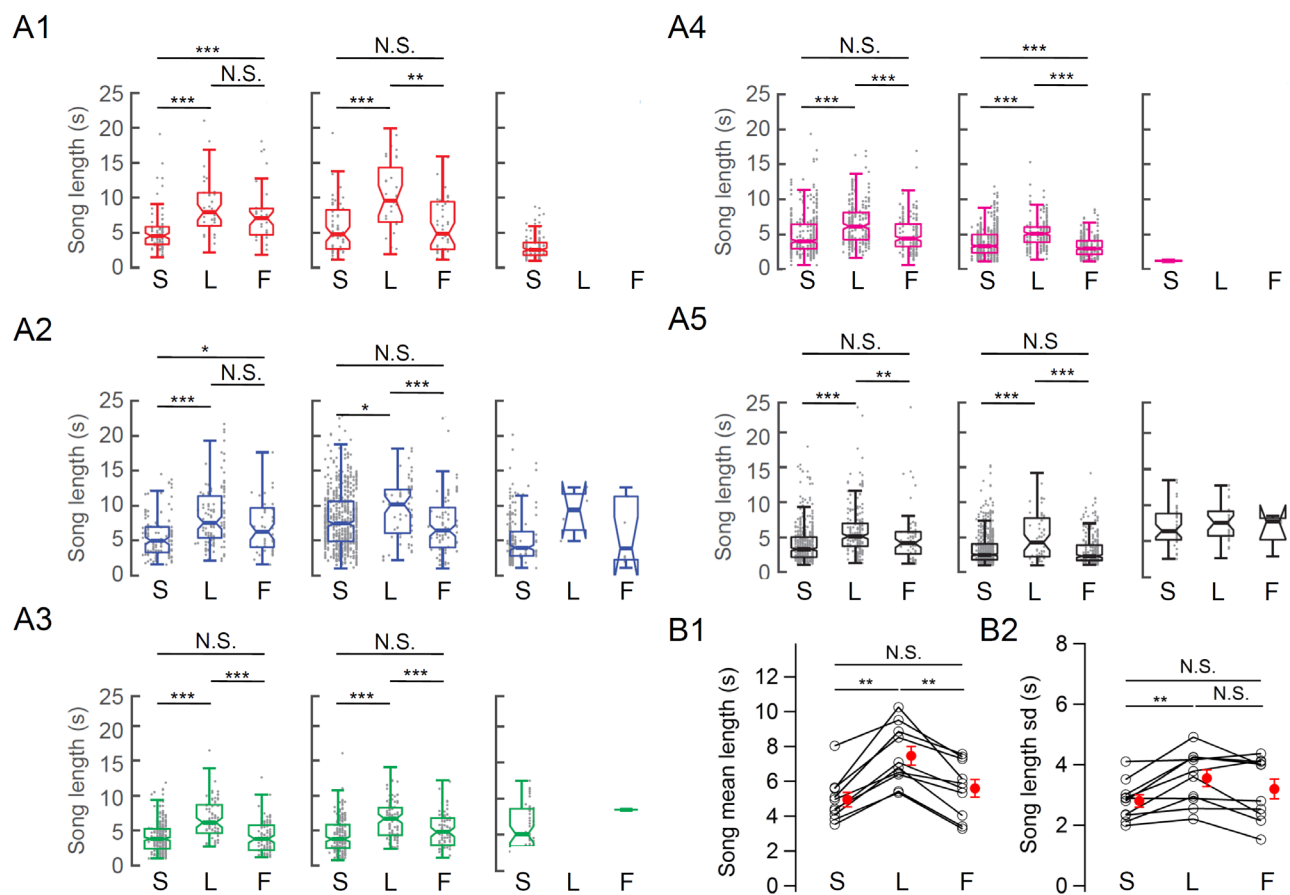 A1
*** N.S.
N.S. **
*** ***
Song length (s)
25
20
15
10
5
0
S L F S L F S L F
A4
N.S. ***
*** ***
*** ***
Song length (s)
25
20
15
10
5
0
S L F S L F S L F
A2
* N.S.
N.S. ***
*** *
Song length (s)
25
20
15
10
5
0
S L F S L F S L F
A5
N.S. N.S
** ***
*** ***
Song length (s)
25
20
15
10
5
0
S L F S L F S L F
A3
N.S. N.S.
*** ***
*** ***
Song length (s)
25
20
15
10
5
0
S L F S L F S L F
B1
N.S.
** **
Song mean length (s)
12
10
8
6
4
2
0
S L F
B2
N.S.
** N.S.
Song length sd (s)
8
6
4
2
0
S L F